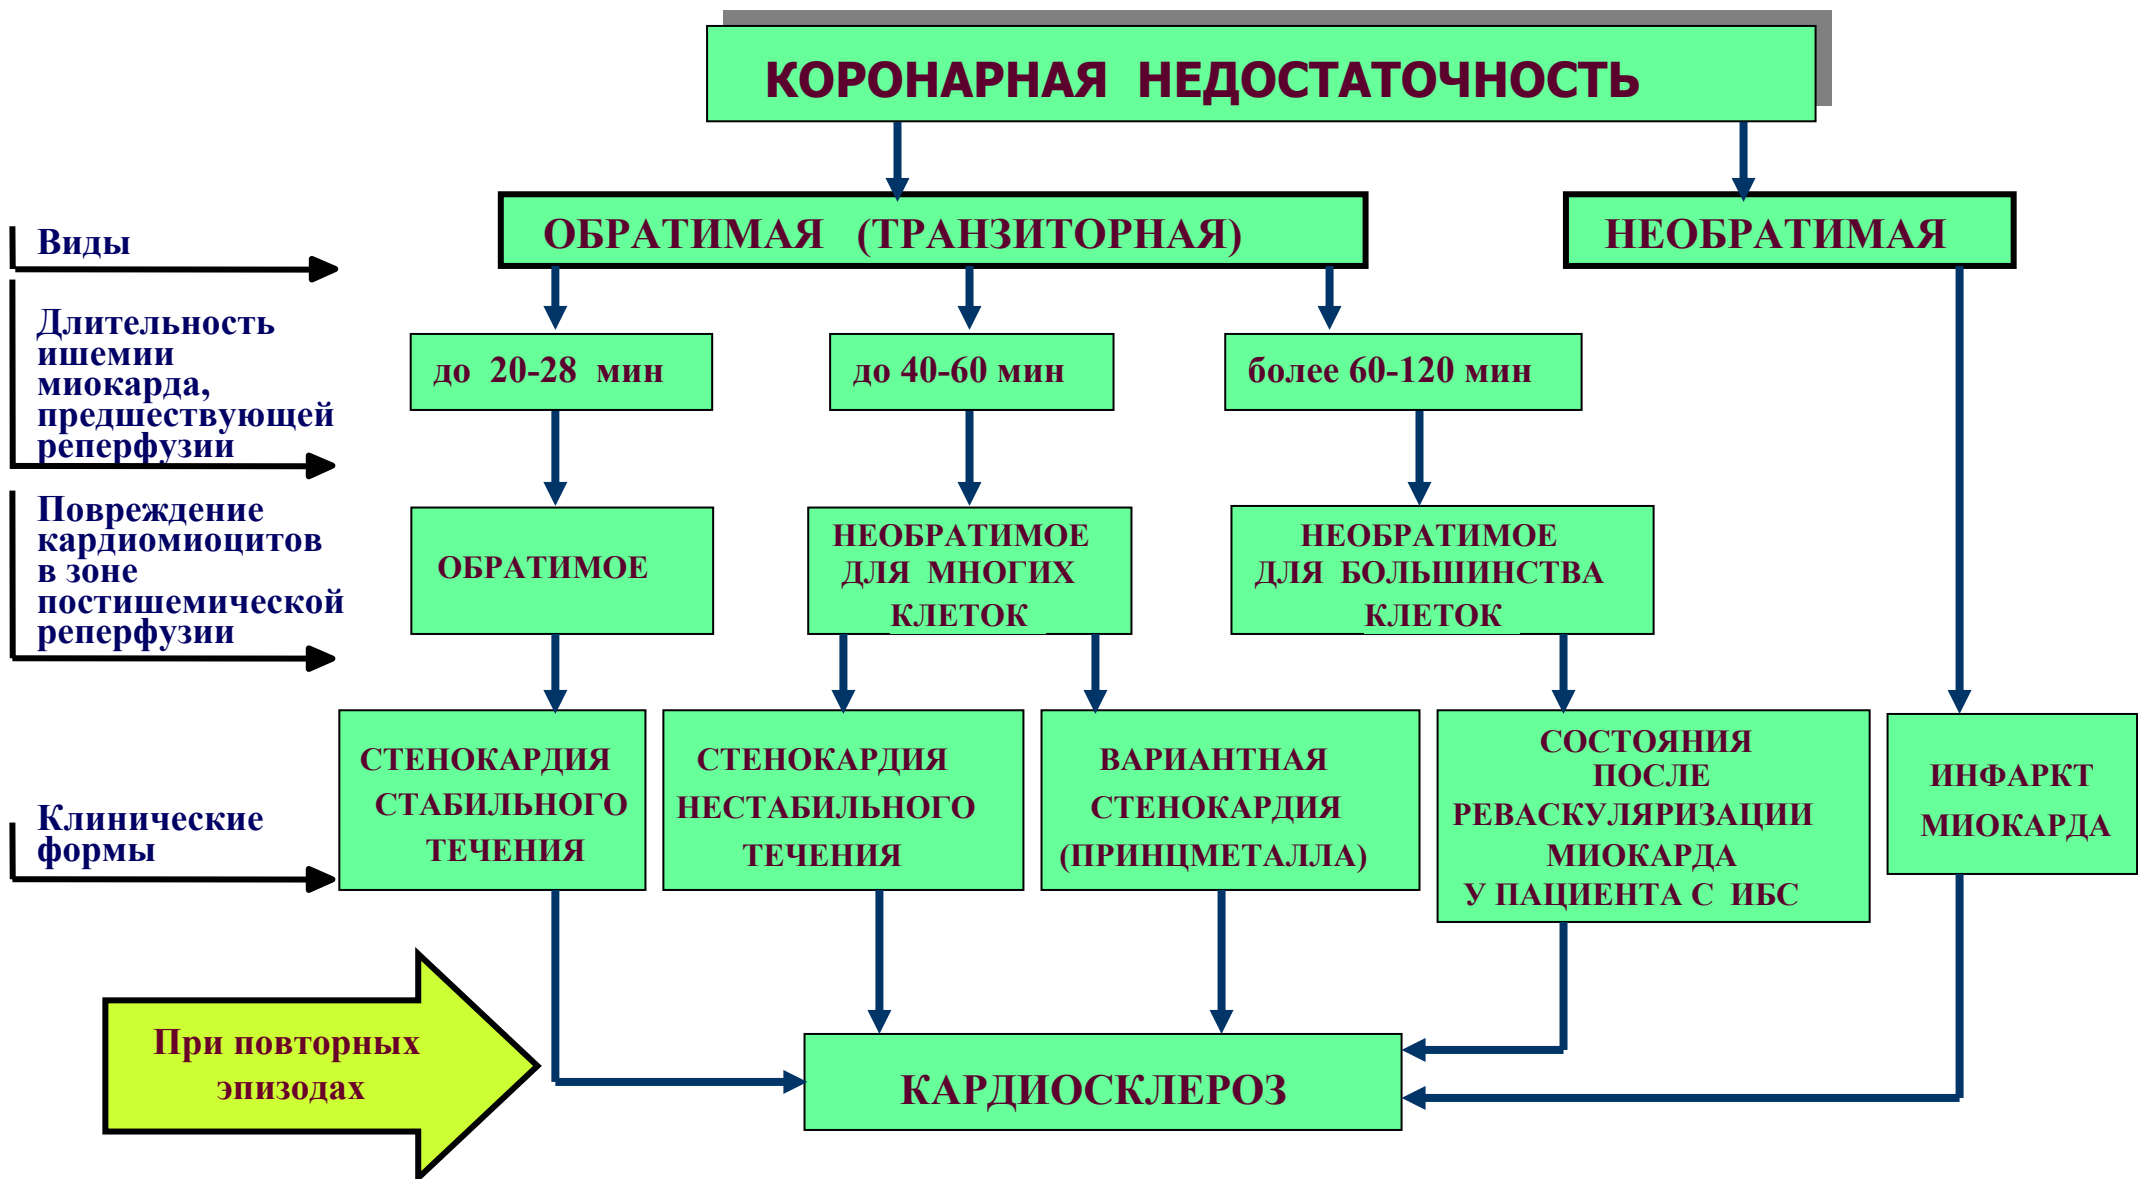 КОРОНАРНАЯ НЕДОСТАТОЧНОСТЬ
Виды
ОБРАТИМАЯ (ТРАНЗИТОРНАЯ)
НЕОБРАТИМАЯ
Длительность
ишемии
миокарда,
предшествующей
реперфузии
до 20-28 мин
до 40-60 мин
более 60-120 мин
Повреждение
кардиомиоцитов
в зоне
постишемической
реперфузии
ОБРАТИМОЕ
НЕОБРАТИМОЕ
ДЛЯ МНОГИХ
КЛЕТОК
НЕОБРАТИМОЕ
ДЛЯ БОЛЬШИНСТВА
КЛЕТОК
Клинические
формы
СТЕНОКАРДИЯ
СТАБИЛЬНОГО
ТЕЧЕНИЯ
СТЕНОКАРДИЯ
НЕСТАБИЛЬНОГО
ТЕЧЕНИЯ
ВАРИАНТНАЯ
СТЕНОКАРДИЯ
(ПРИНЦМЕТАЛЛА)
СОСТОЯНИЯ
ПОСЛЕ
РЕВАСКУЛЯРИЗАЦИИ
МИОКАРДА
У ПАЦИЕНТА С ИБС
ИНФАРКТ
МИОКАРДА
При повторных
эпизодах
КАРДИОСКЛЕРОЗ